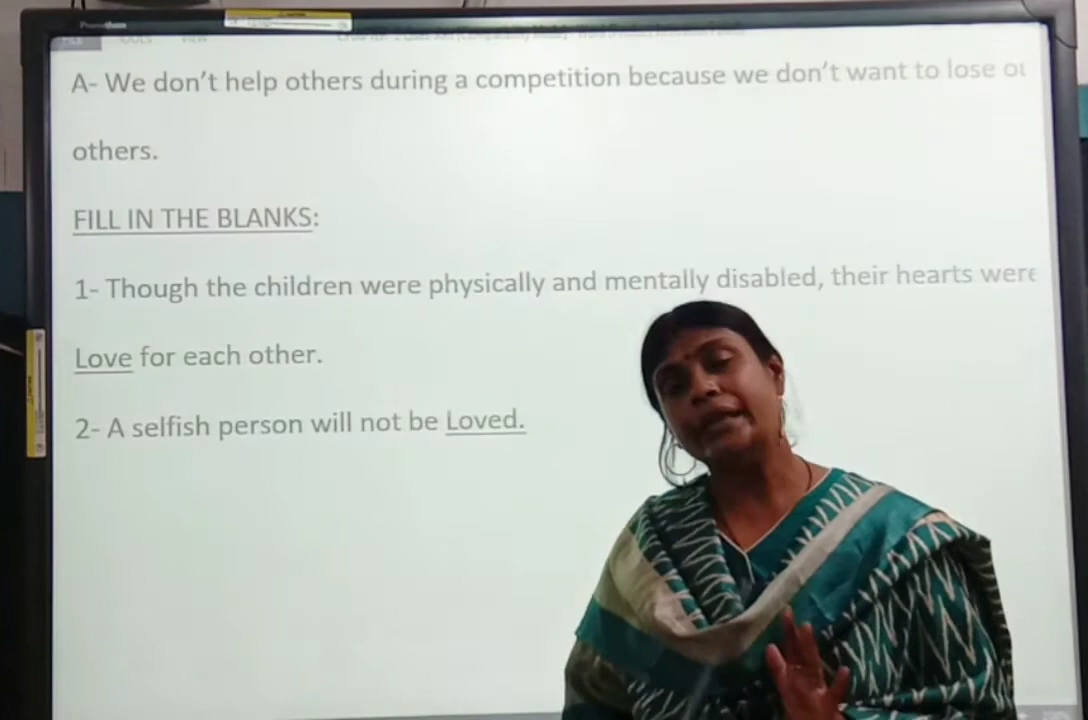 A- We don't help others during a competition because we don't want to lose
others.
FILL IN THE BLANKS:
1- Though the children were physically and mentally disabled, their hearts were
Love for each other.
2- A selfish person will not be Loved.